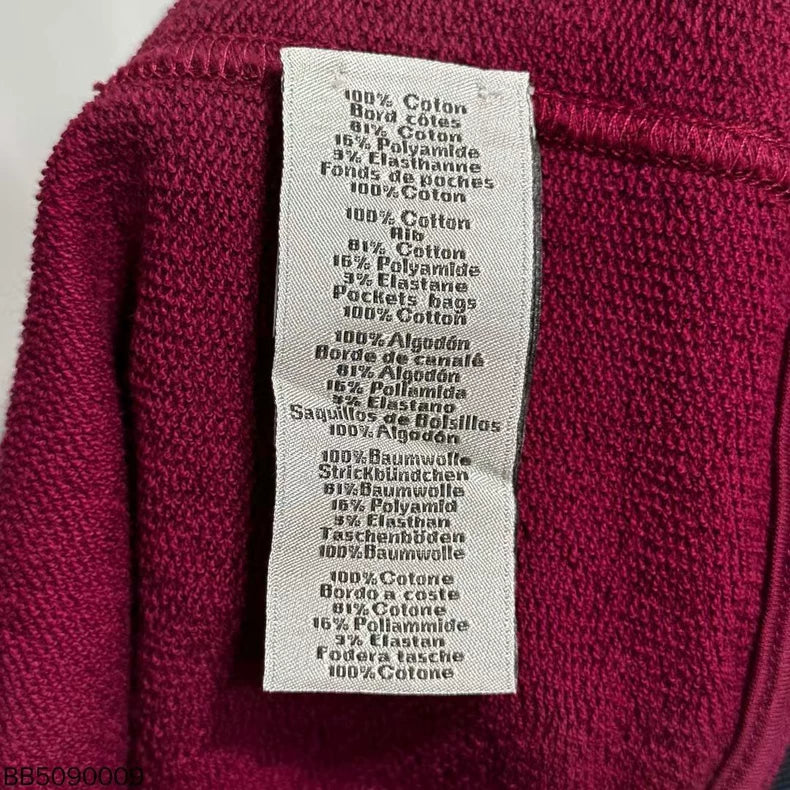 100% Coton
Bord côtes
81% Coton
16% Polyamide
3% Elasthanne
Fonds de poches
100% Coton
100% Cotton
Rib
81% Cotton
16% Polyamide
3% Elastane
Pockets bags
100% Cotton
100% Algodón
Borde de canalé
81% Algodón
16% Poliamida
3% Elastano
Saquillos de Bolsillos
100% Algodón
100% Baumwolle
Strickbündchen
81% Baumwolle
16% Polyamid
3% Elasthan
Taschenböden
100% Baumwolle
100% Cotone
Bordo a coste
81% Cotone
16% Poliammide
3% Elastan
Fodera tasche
100% Cotone
BB5090009